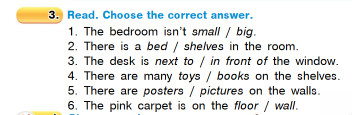 3. Read. Choose the correct answer.
1. The bedroom isn't small / big.
2. There is a bed / shelves in the room.
3. The desk is next to / in front of the window.
4. There are many toys / books on the shelves.
5. There are posters / pictures on the walls.
6. The pink carpet is on the floor / wall.